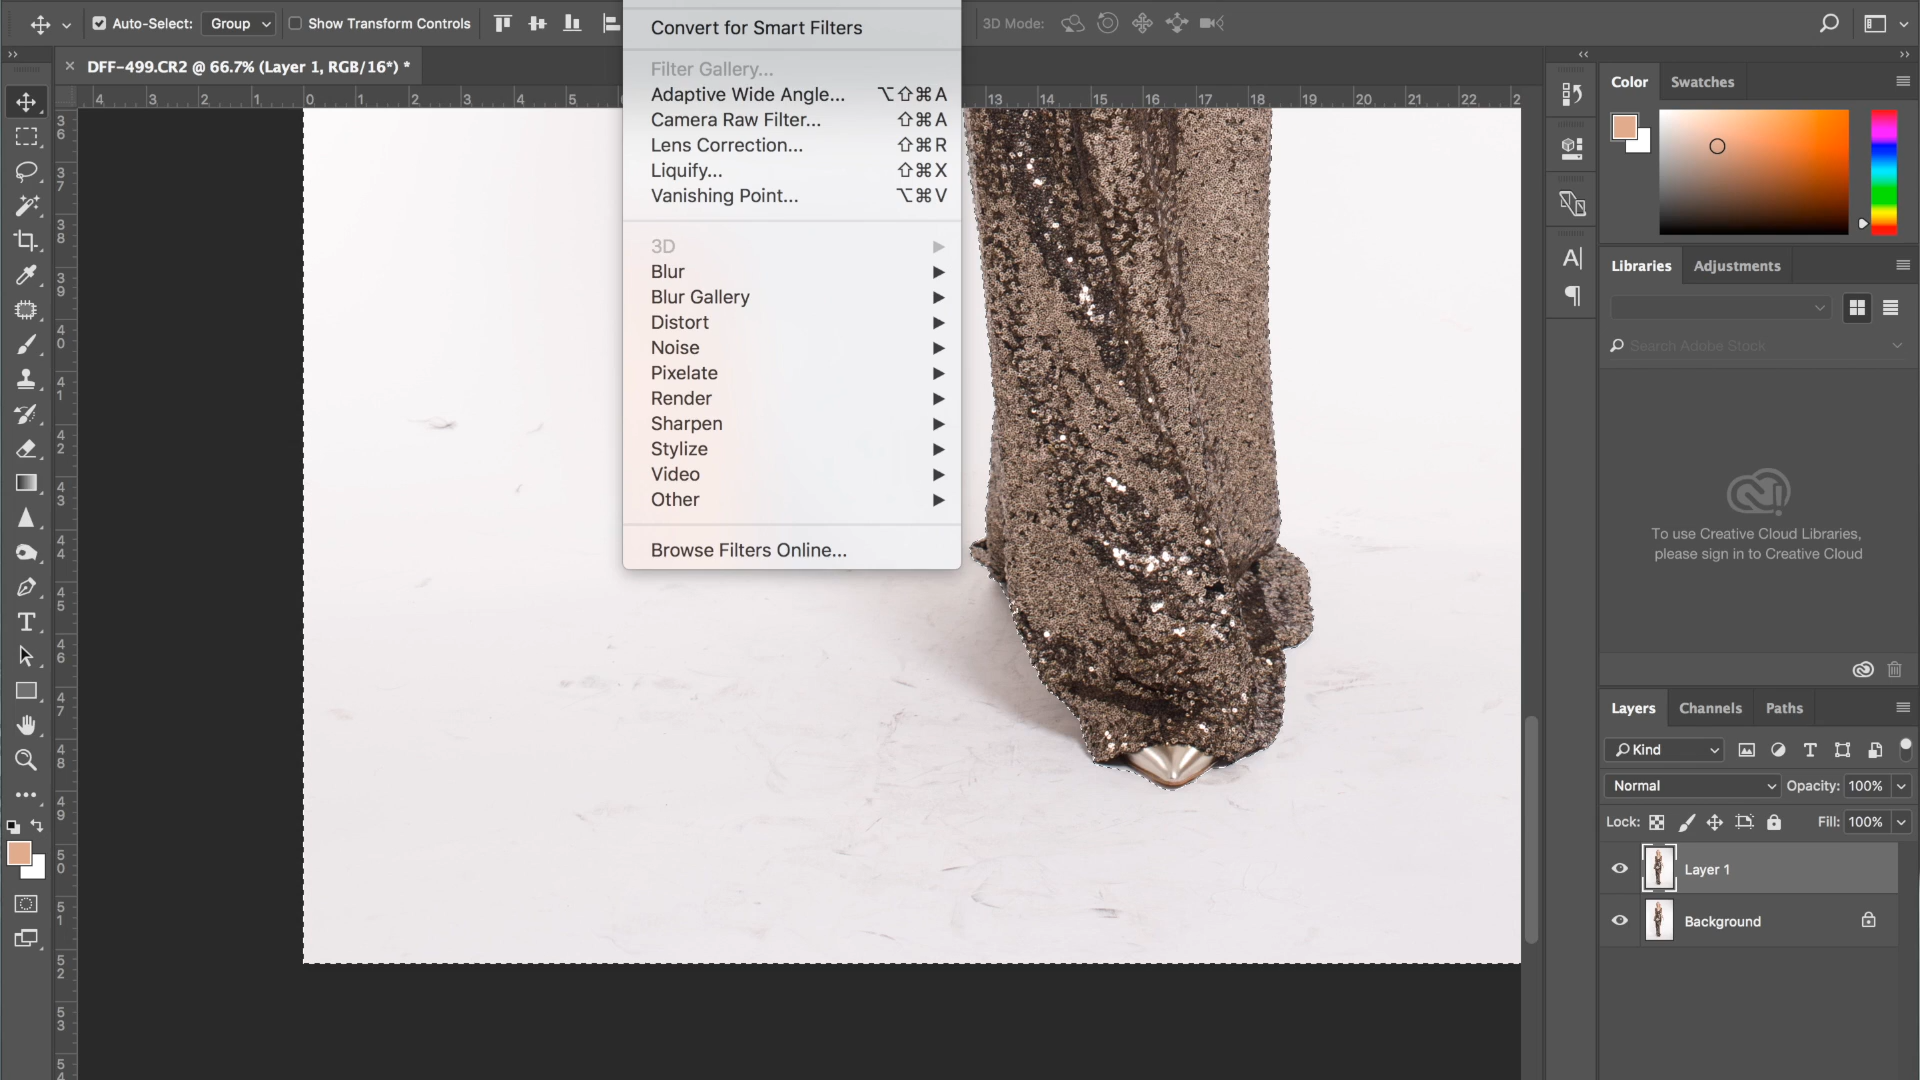 Auto-Select: Group Show Transform Controls
3D Mode:
× DFF-499.CR2 @ 66.7% (Layer 1, RGB/16*) *
4 3 2 1 0 1 2 3 4 5 13 14 15 16 17 18 19 20 21 22 2
36
37
38
39
40
41
42
43
44
45
46
47
48
49
50
51
52
53
54
Convert for Smart Filters
Filter Gallery...
Adaptive Wide Angle... ⌥⇧⌘A
Camera Raw Filter... ⇧⌘A
Lens Correction... ⇧⌘R
Liquify... ⇧⌘X
Vanishing Point... ⌥⌘V
3D
Blur
Blur Gallery
Distort
Noise
Pixelate
Render
Sharpen
Stylize
Video
Other
Browse Filters Online...
Color Swatches
Libraries Adjustments
Search Adobe Stock
To use Creative Cloud Libraries,
please sign in to Creative Cloud
Layers Channels Paths
Kind
Normal Opacity: 100%
Lock: Fill: 100%
Layer 1
Background